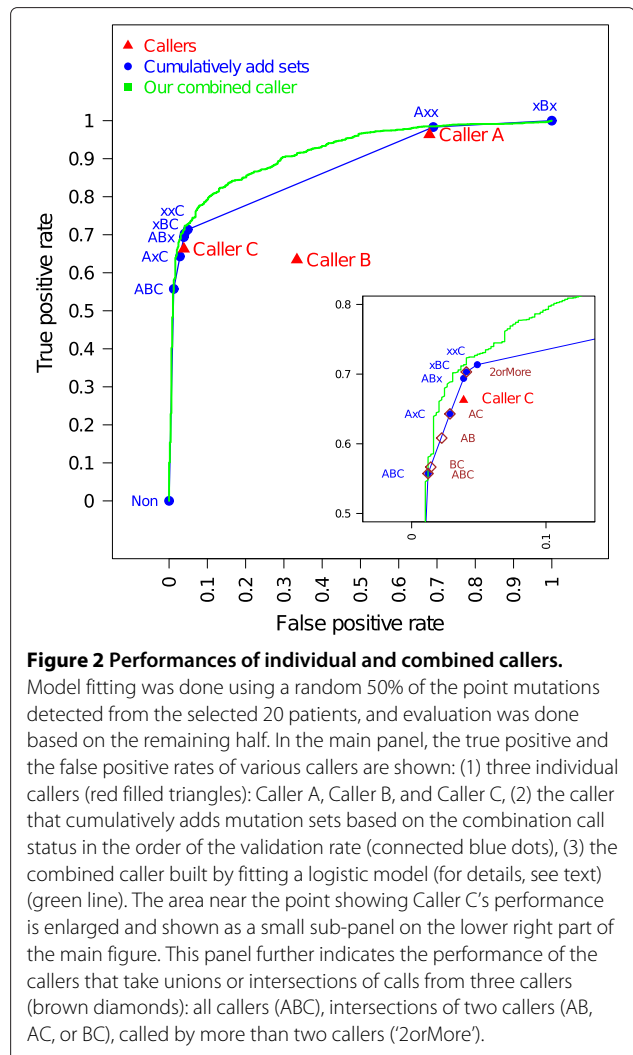 Callers
Cumulatively add sets
Our combined caller
True positive rate
1
0.9
0.8
0.7
0.6
0.5
0.4
0.3
0.2
0.1
0
Axx
xBx
Caller A
xxC
xBC
ABx
AxC
ABC
Caller C
Caller B
Non
0.8
0.7
0.6
0.5
xxC
xBC
ABx
AxC
ABC
2orMore
Caller C
AC
AB
BC
ABC
0
0.1
0
0.1
0.2
0.3
0.4
0.5
0.6
0.7
0.8
0.9
1
False positive rate
Figure 2 Performances of individual and combined callers.
Model fitting was done using a random 50% of the point mutations
detected from the selected 20 patients, and evaluation was done
based on the remaining half. In the main panel, the true positive and
the false positive rates of various callers are shown: (1) three individual
callers (red filled triangles): Caller A, Caller B, and Caller C, (2) the caller
that cumulatively adds mutation sets based on the combination call
status in the order of the validation rate (connected blue dots), (3) the
combined caller built by fitting a logistic model (for details, see text)
(green line). The area near the point showing Caller C's performance
is enlarged and shown as a small sub-panel on the lower right part of
the main figure. This panel further indicates the performance of the
callers that take unions or intersections of calls from three callers
(brown diamonds): all callers (ABC), intersections of two callers (AB,
AC, or BC), called by more than two callers ('2orMore').